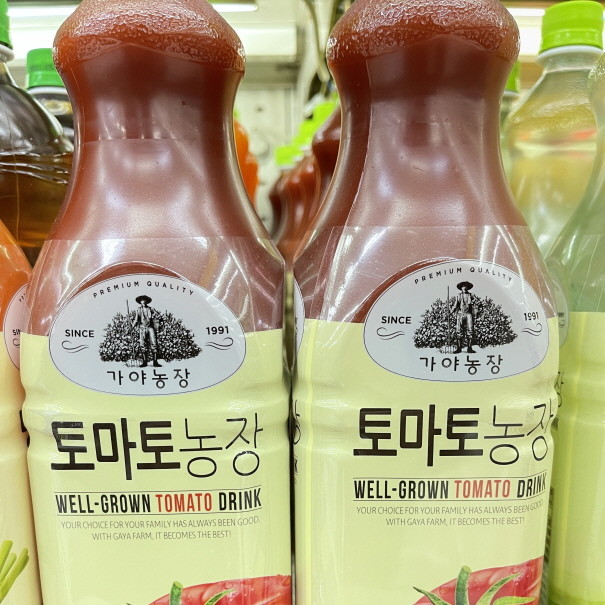 PREMIUM QUALITY
SINCE 1991
가야농장
토마토농장
WELL-GROWN TOMATO DRINK
YOUR CHOICE FOR YOUR FAMILY HAS ALWAYS BEEN GOOD.
WITH GAYA FARM, IT BECOMES THE BEST!
PREMIUM QUALITY
SINCE 1991
가야농장
토마토농장
WELL-GROWN TOMATO DRINK
YOUR CHOICE FOR YOUR FAMILY HAS ALWAYS BEEN GOOD.
WITH GAYA FARM, IT BECOMES THE BEST!